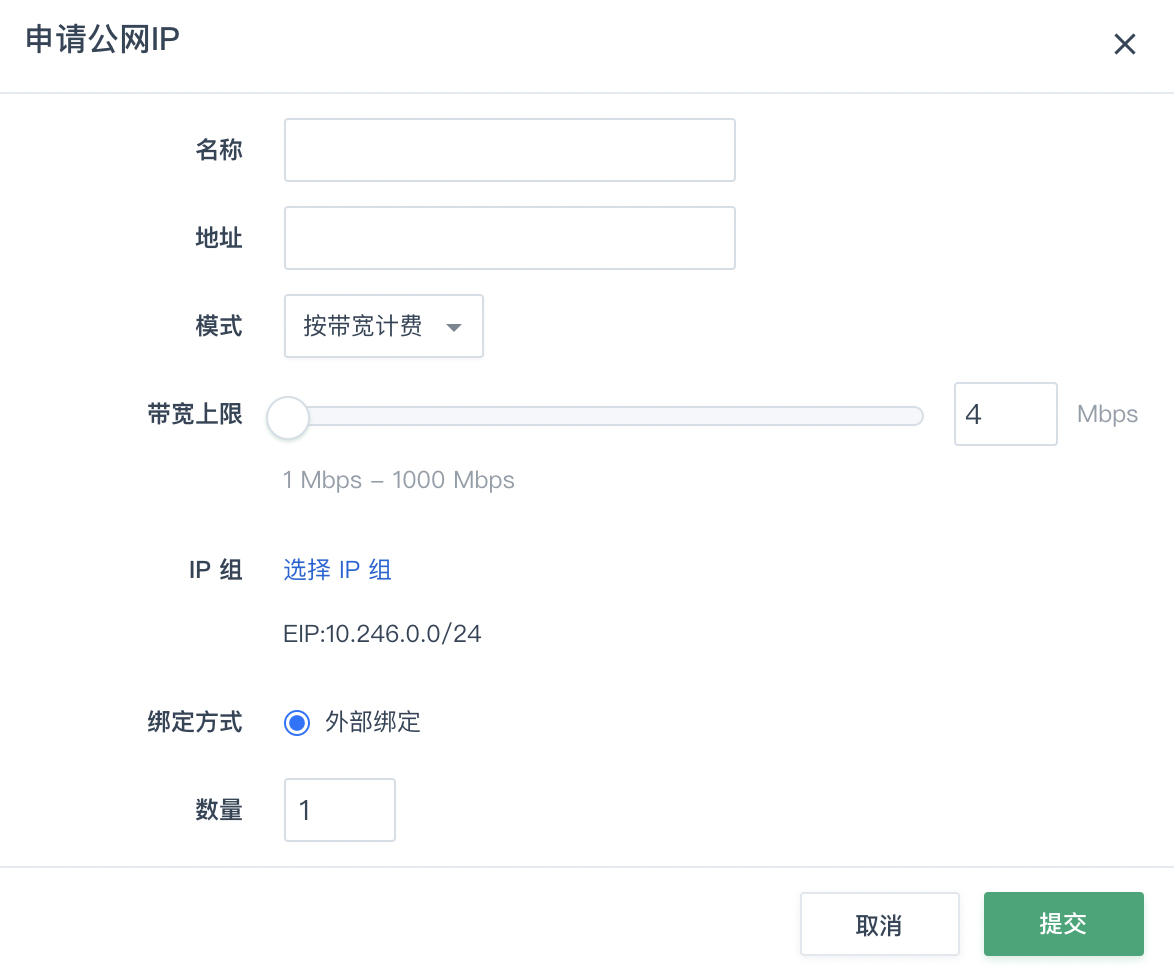 申请公网IP
名称
地址
模式 按带宽计费
带宽上限 4 Mbps
1 Mbps – 1000 Mbps
IP 组 选择 IP 组
EIP:10.246.0.0/24
绑定方式 外部绑定
数量 1
取消 提交